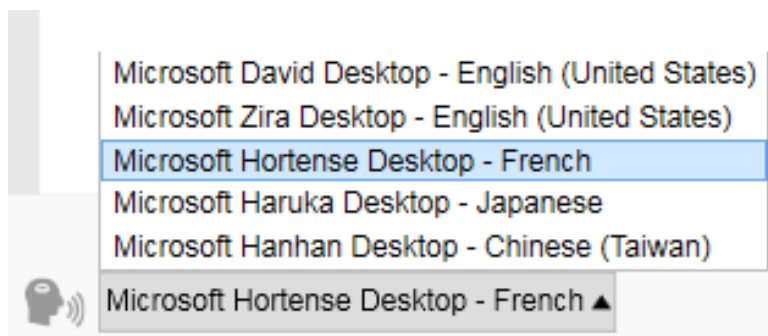 Microsoft David Desktop - English (United States)
Microsoft Zira Desktop - English (United States)
Microsoft Hortense Desktop - French
Microsoft Haruka Desktop - Japanese
Microsoft Hanhan Desktop - Chinese (Taiwan)
Microsoft Hortense Desktop - French ▲